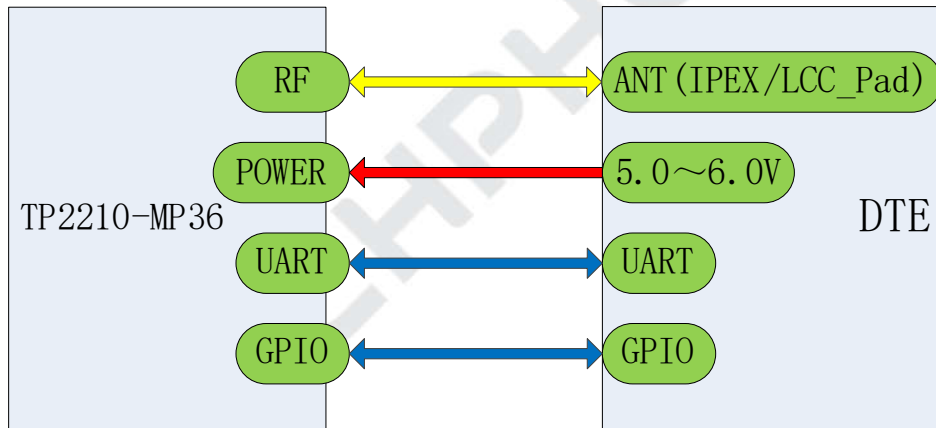 RF
ANT(IPEX/LCC_Pad)
POWER
5.0～6.0V
TP2210-MP36
DTE
UART
UART
GPIO
GPIO